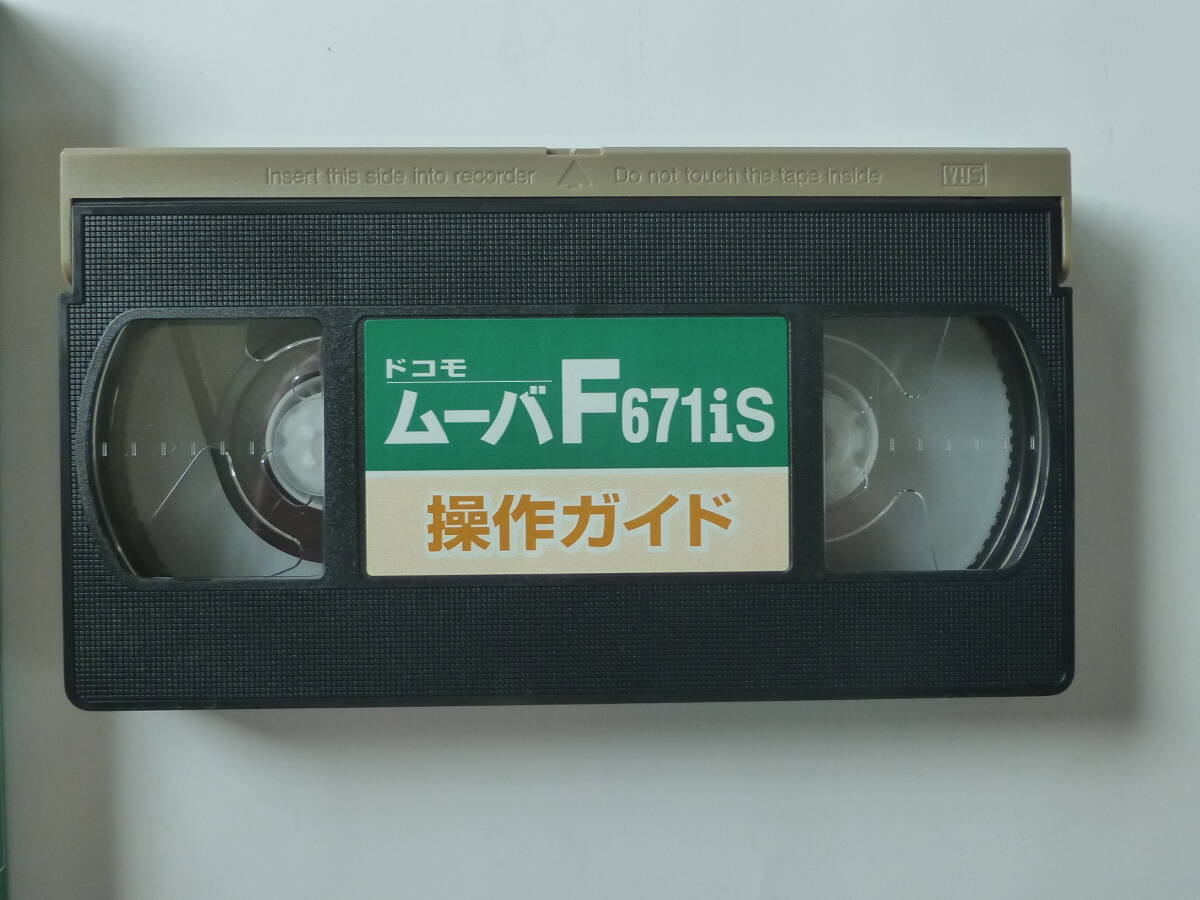 Insert this side into recorder Do not touch the tape inside VHS
ドコモ
ムーバF671iS
操作ガイド